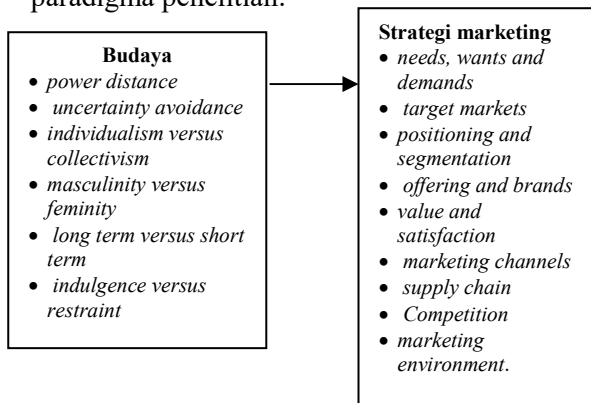 paradigma penelitian.
Budaya
• power distance
• uncertainty avoidance
• individualism versus
collectivism
• masculinity versus
feminity
• long term versus short
term
• indulgence versus
restraint
Strategi marketing
• needs, wants and
demands
• target markets
• positioning and
segmentation
• offering and brands
• value and
satisfaction
• marketing channels
• supply chain
• Competition
• marketing
environment.